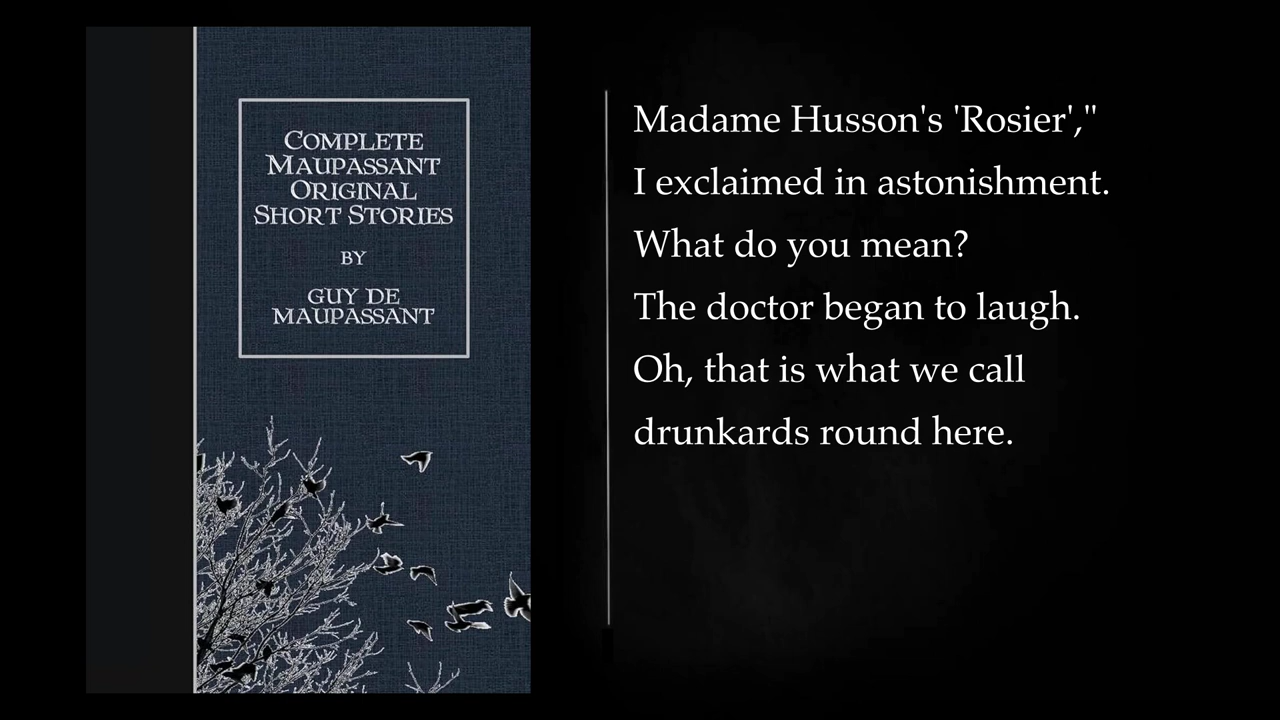 COMPLETE
MAUPASSANT
ORIGINAL
SHORT STORIES
BY
GUY DE
MAUPASSANT
Madame Husson's 'Rosier',"
I exclaimed in astonishment.
What do you mean?
The doctor began to laugh.
Oh, that is what we call
drunkards round here.